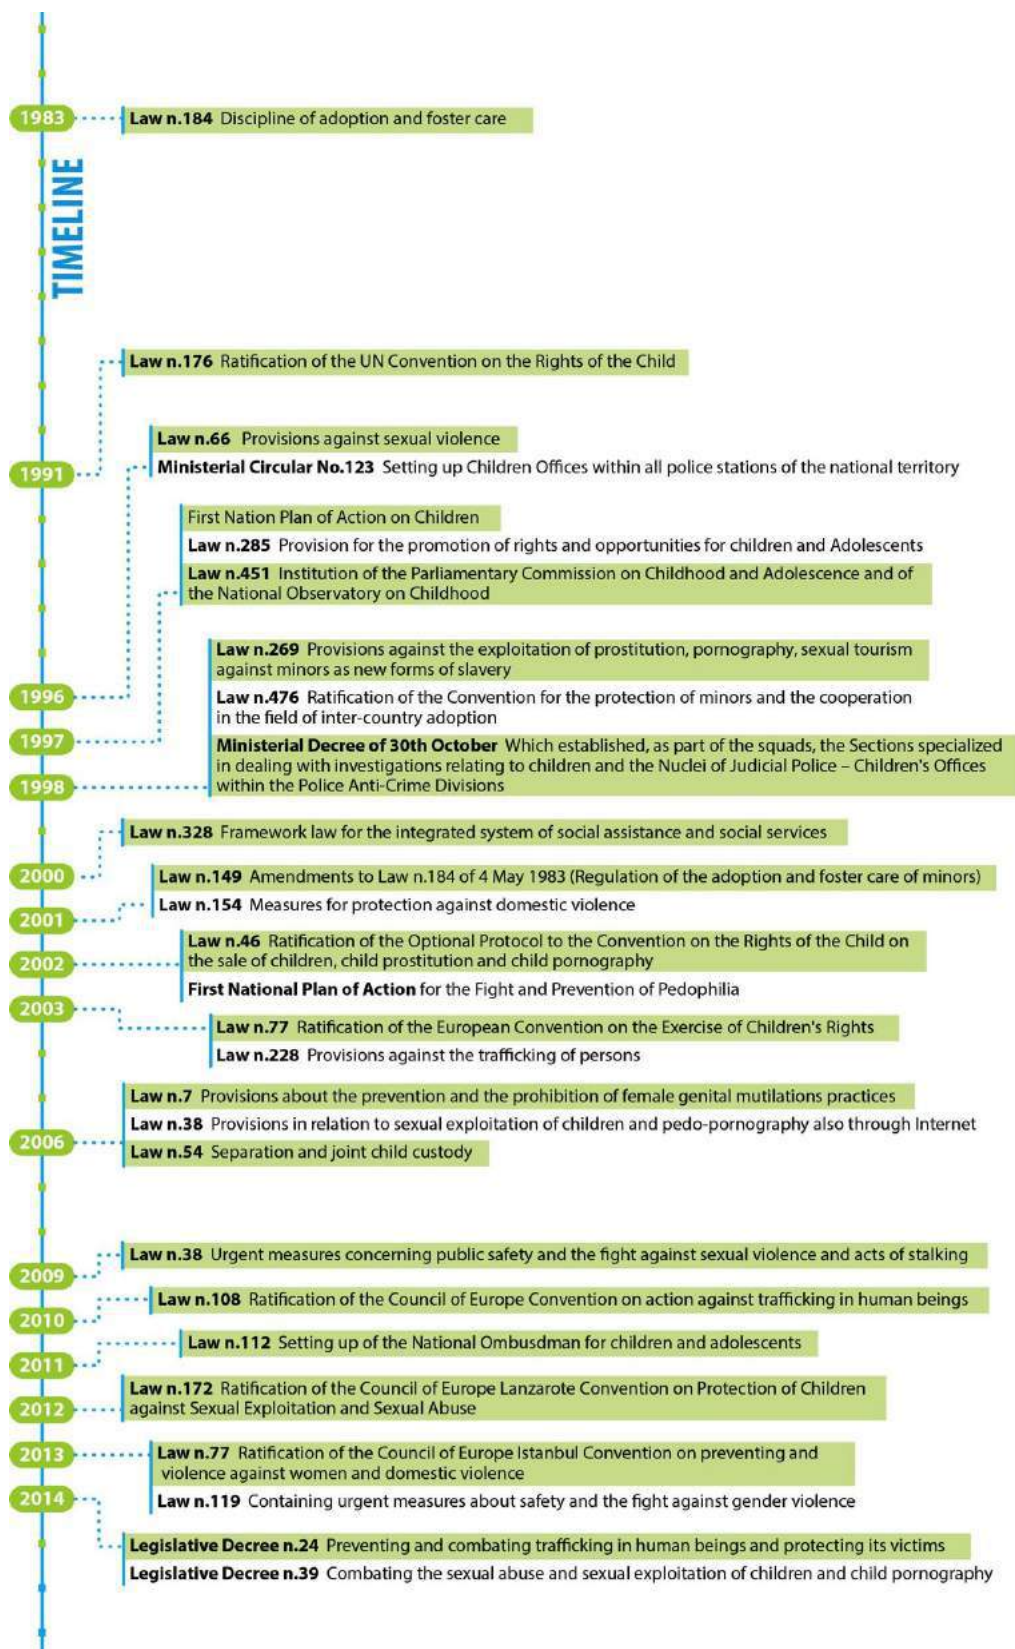 1983
Law n.184 Discipline of adoption and foster care
TIMELINE
Law n.176 Ratification of the UN Convention on the Rights of the Child
1991
Law n.66 Provisions against sexual violence
Ministerial Circular No.123 Setting up Children Offices within all police stations of the national territory
First Nation Plan of Action on Children
Law n.285 Provision for the promotion of rights and opportunities for children and Adolescents
Law n.451 Institution of the Parliamentary Commission on Childhood and Adolescence and of
the National Observatory on Childhood
Law n.269 Provisions against the exploitation of prostitution, pornography, sexual tourism
against minors as new forms of slavery
1996
Law n.476 Ratification of the Convention for the protection of minors and the cooperation
in the field of inter-country adoption
1997
Ministerial Decree of 30th October Which established, as part of the squads, the Sections specialized
in dealing with investigations relating to children and the Nuclei of Judicial Police – Children's Offices
within the Police Anti-Crime Divisions
1998
Law n.328 Framework law for the integrated system of social assistance and social services
2000
Law n.149 Amendments to Law n.184 of 4 May 1983 (Regulation of the adoption and foster care of minors)
Law n.154 Measures for protection against domestic violence
2001
Law n.46 Ratification of the Optional Protocol to the Convention on the Rights of the Child on
the sale of children, child prostitution and child pornography
2002
First National Plan of Action for the Fight and Prevention of Pedophilia
2003
Law n.77 Ratification of the European Convention on the Exercise of Children's Rights
Law n.228 Provisions against the trafficking of persons
Law n.7 Provisions about the prevention and the prohibition of female genital mutilations practices
Law n.38 Provisions in relation to sexual exploitation of children and pedo-pornography also through Internet
2006
Law n.54 Separation and joint child custody
Law n.38 Urgent measures concerning public safety and the fight against sexual violence and acts of stalking
2009
Law n.108 Ratification of the Council of Europe Convention on action against trafficking in human beings
2010
Law n.112 Setting up of the National Ombusdman for children and adolescents
2011
Law n.172 Ratification of the Council of Europe Lanzarote Convention on Protection of Children
against Sexual Exploitation and Sexual Abuse
2012
2013
Law n.77 Ratification of the Council of Europe Istanbul Convention on preventing and
violence against women and domestic violence
2014
Law n.119 Containing urgent measures about safety and the fight against gender violence
Legislative Decree n.24 Preventing and combating trafficking in human beings and protecting its victims
Legislative Decree n.39 Combating the sexual abuse and sexual exploitation of children and child pornography